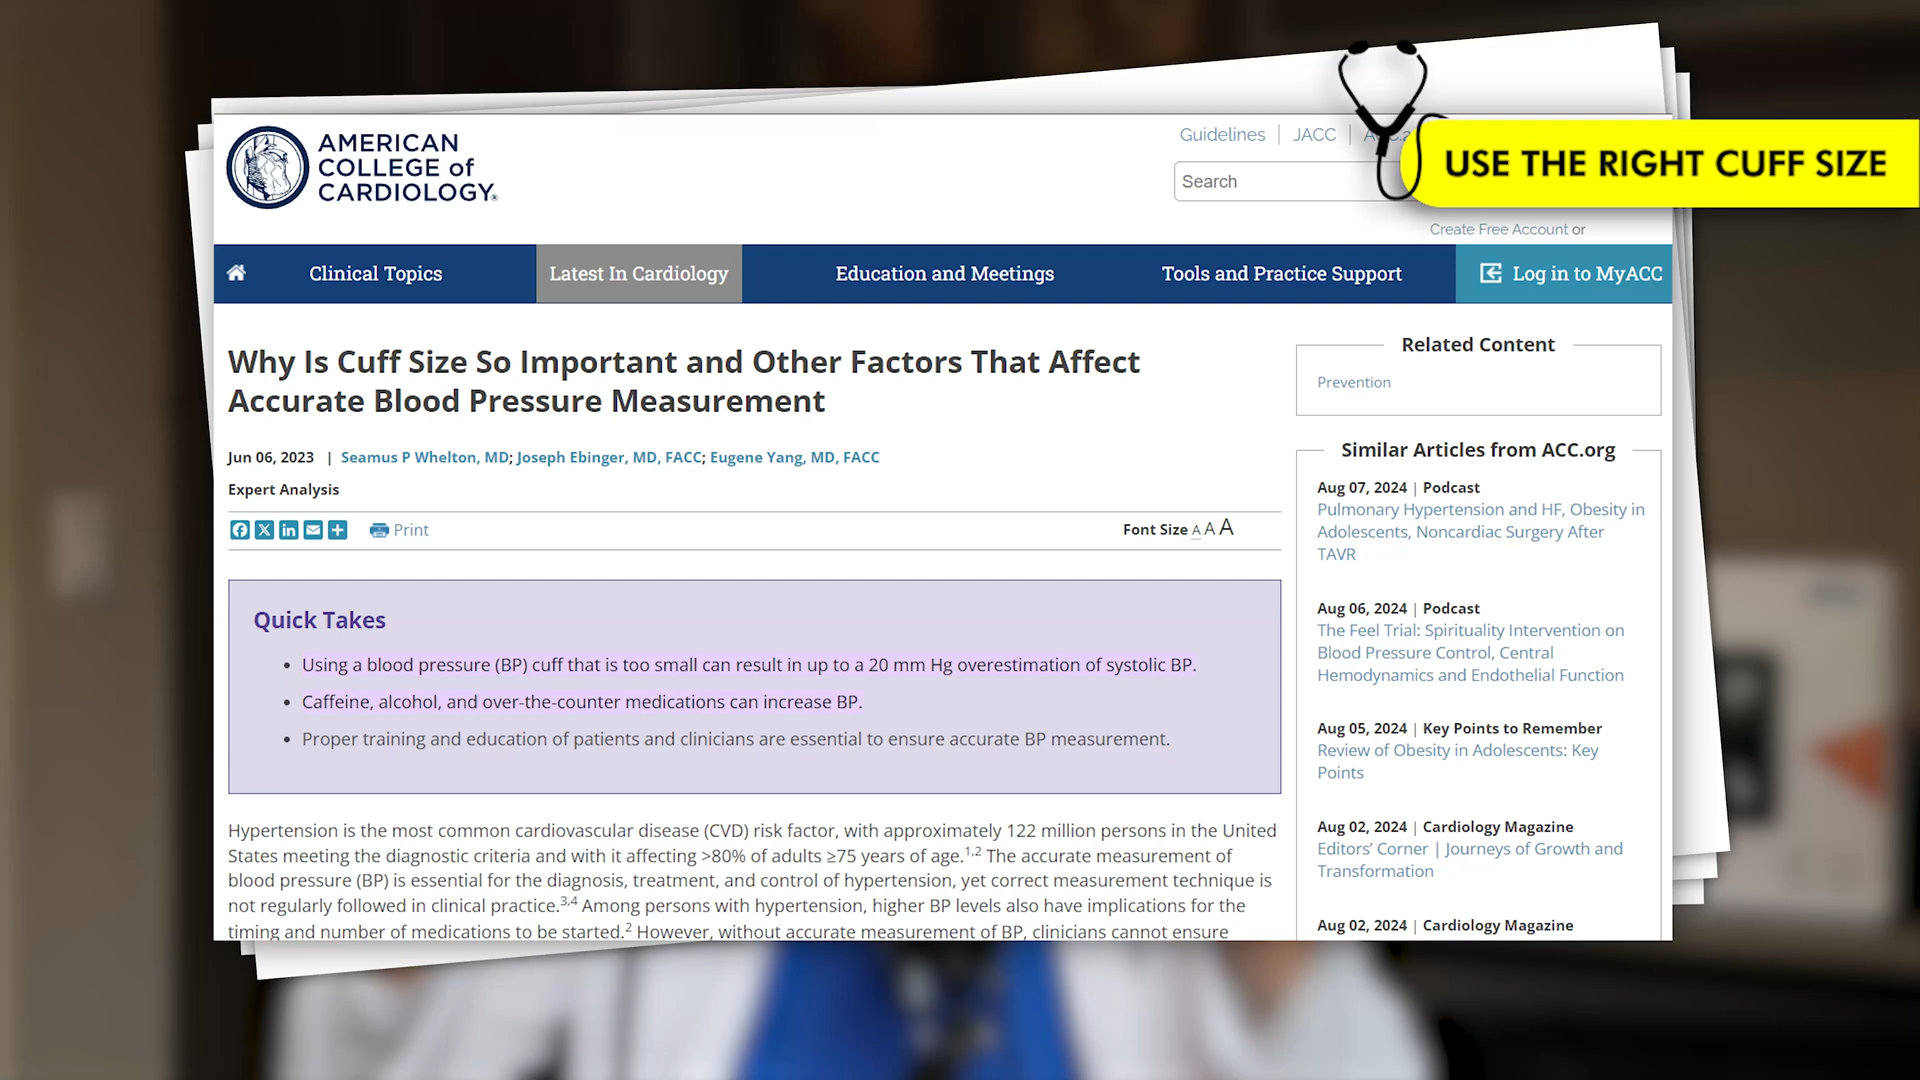 AMERICAN
COLLEGE of
CARDIOLOGY®
Guidelines | JACC |
Search
USE THE RIGHT CUFF SIZE
Create Free Account or
Clinical Topics
Latest In Cardiology
Education and Meetings
Tools and Practice Support
Log in to MyACC
Why Is Cuff Size So Important and Other Factors That Affect
Accurate Blood Pressure Measurement
Jun 06, 2023 | Seamus P Whelton, MD; Joseph Ebinger, MD, FACC; Eugene Yang, MD, FACC
Expert Analysis
Print
Font Size A A A
Quick Takes
• Using a blood pressure (BP) cuff that is too small can result in up to a 20 mm Hg overestimation of systolic BP.
• Caffeine, alcohol, and over-the-counter medications can increase BP.
• Proper training and education of patients and clinicians are essential to ensure accurate BP measurement.
Hypertension is the most common cardiovascular disease (CVD) risk factor, with approximately 122 million persons in the United
States meeting the diagnostic criteria and with it affecting >80% of adults ≥75 years of age.1,2 The accurate measurement of
blood pressure (BP) is essential for the diagnosis, treatment, and control of hypertension, yet correct measurement technique is
not regularly followed in clinical practice.3,4 Among persons with hypertension, higher BP levels also have implications for the
timing and number of medications to be started.2 However, without accurate measurement of BP, clinicians cannot ensure
Related Content
Prevention
Similar Articles from ACC.org
Aug 07, 2024 | Podcast
Pulmonary Hypertension and HF, Obesity in
Adolescents, Noncardiac Surgery After
TAVR
Aug 06, 2024 | Podcast
The Feel Trial: Spirituality Intervention on
Blood Pressure Control, Central
Hemodynamics and Endothelial Function
Aug 05, 2024 | Key Points to Remember
Review of Obesity in Adolescents: Key
Points
Aug 02, 2024 | Cardiology Magazine
Editors' Corner | Journeys of Growth and
Transformation
Aug 02, 2024 | Cardiology Magazine